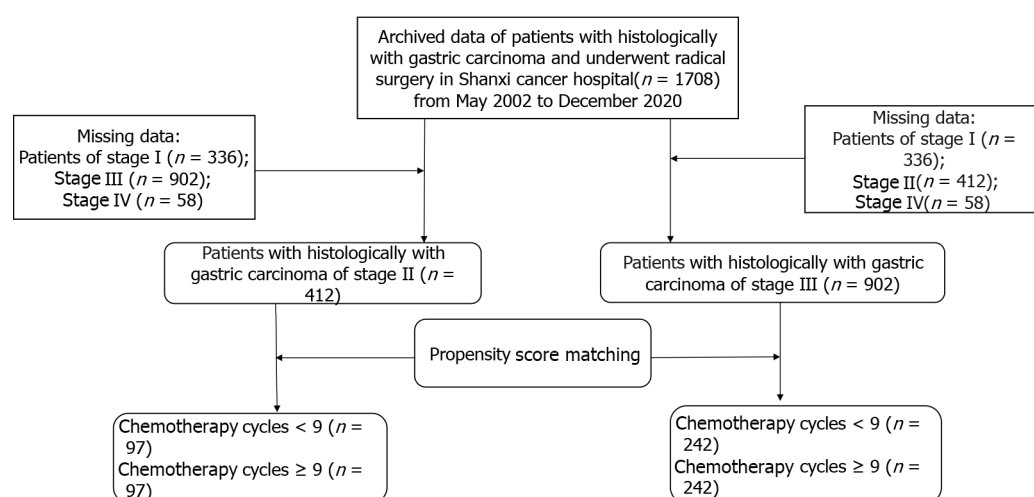 Archived data of patients with histologically
with gastric carcinoma and underwent radical
surgery in Shanxi cancer hospital(n = 1708)
from May 2002 to December 2020
Missing data:
Patients of stage I (n = 336);
Stage III (n = 902);
Stage IV (n = 58)
Missing data:
Patients of stage I (n =
336);
Stage II(n = 412);
Stage IV(n = 58)
Patients with histologically with
gastric carcinoma of stage II (n =
412)
Patients with histologically with gastric
carcinoma of stage III (n = 902)
Propensity score matching
Chemotherapy cycles < 9 (n =
97)
Chemotherapy cycles ≥ 9 (n =
97)
Chemotherapy cycles < 9 (n =
242)
Chemotherapy cycles ≥ 9 (n =
242)